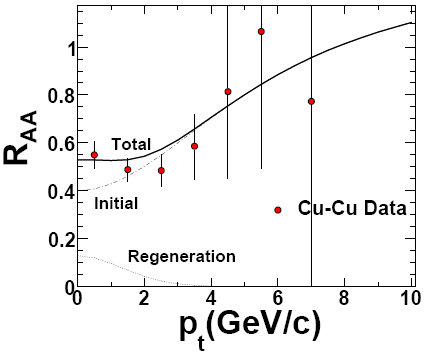 1
0.8
0.6
0.4
0.2
0
R_AA
Total
Initial
Cu-Cu Data
Regeneration
0 2 4 6 8 10
p_t(GeV/c)